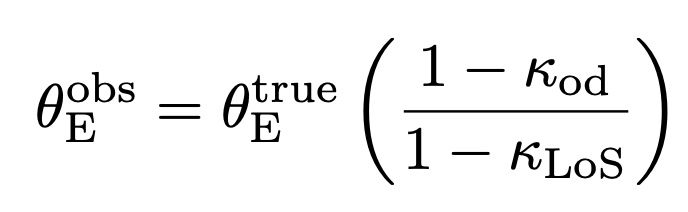 θ_E^obs = θ_E^true ( (1 − κ_od) / (1 − κ_LoS) )